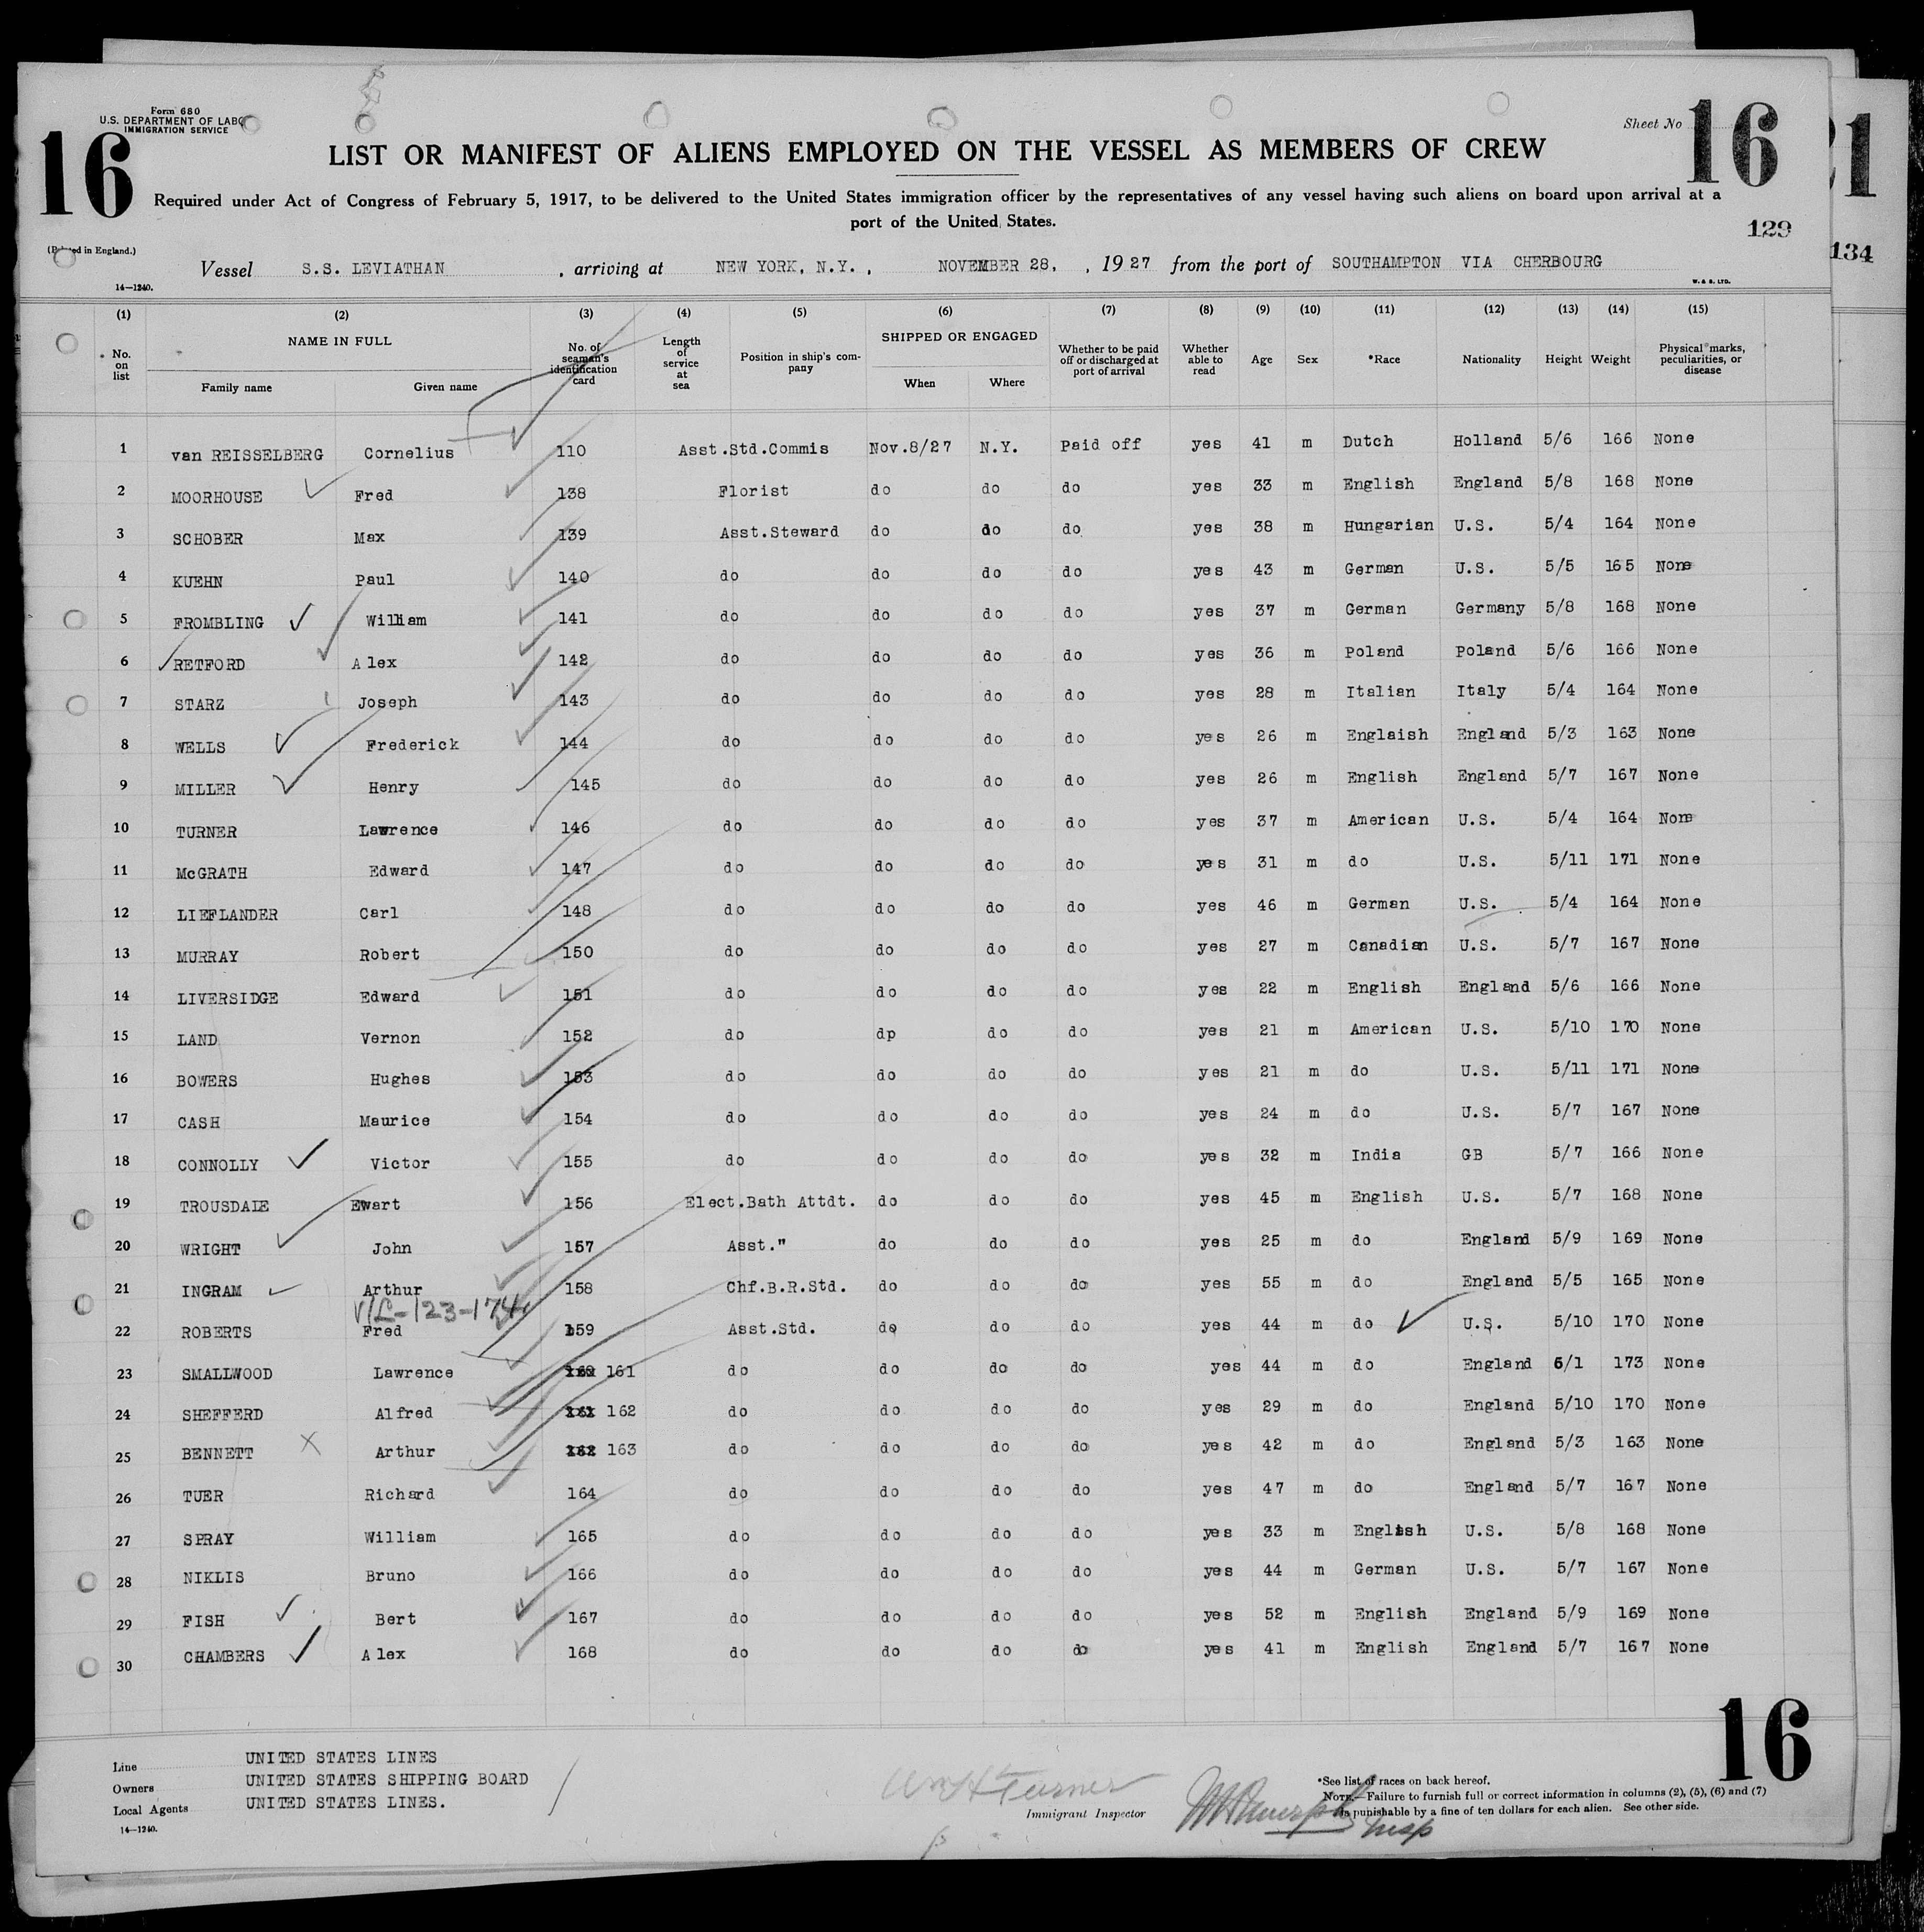 Form 680
U.S. DEPARTMENT OF LABO
IMMIGRATION SERVICE
16
Sheet No 16
21
LIST OR MANIFEST OF ALIENS EMPLOYED ON THE VESSEL AS MEMBERS OF CREW
Required under Act of Congress of February 5, 1917, to be delivered to the United States immigration officer by the representatives of any vessel having such aliens on board upon arrival at a
port of the United States.
129
134
(Printed in England.)
Vessel S.S. LEVIATHAN , arriving at NEW YORK, N.Y. , NOVEMBER 28, , 1927 from the port of SOUTHAMPTON VIA CHERBOURG
14—1240.
W. & S. LTD.
(1) (2) (3) (4) (5) (6) (7) (8) (9) (10) (11) (12) (13) (14) (15)
No. on list NAME IN FULL Family name Given name No. of seaman's identification card Length of service at sea Position in ship's company SHIPPED OR ENGAGED When Where Whether to be paid off or discharged at port of arrival Whether able to read Age Sex *Race Nationality Height Weight Physical marks, peculiarities, or disease
1 van REISSELBERG Cornelius 110 Asst.Std.Commis Nov.8/27 N.Y. Paid off yes 41 m Dutch Holland 5/6 166 None
2 MOORHOUSE Fred 138 Florist do do do yes 33 m English England 5/8 168 None
3 SCHOBER Max 139 Asst.Steward do do do yes 38 m Hungarian U.S. 5/4 164 None
4 KUEHN Paul 140 do do do do yes 43 m German U.S. 5/5 165 None
5 FROMBLING William 141 do do do do yes 37 m German Germany 5/8 168 None
6 RETFORD Alex 142 do do do do yes 36 m Poland Poland 5/6 166 None
7 STARZ Joseph 143 do do do do yes 28 m Italian Italy 5/4 164 None
8 WELLS Frederick 144 do do do do yes 26 m Englaish England 5/3 163 None
9 MILLER Henry 145 do do do do yes 26 m English England 5/7 167 None
10 TURNER Lawrence 146 do do do do yes 37 m American U.S. 5/4 164 None
11 McGRATH Edward 147 do do do do yes 31 m do U.S. 5/11 171 None
12 LIEFLANDER Carl 148 do do do do yes 46 m German U.S. 5/4 164 None
13 MURRAY Robert 150 do do do do yes 27 m Canadian U.S. 5/7 167 None
14 LIVERSIDGE Edward 151 do do do do yes 22 m English England 5/6 166 None
15 LAND Vernon 152 do dp do do yes 21 m American U.S. 5/10 170 None
16 BOWERS Hughes 153 do do do do yes 21 m do U.S. 5/11 171 None
17 CASH Maurice 154 do do do do yes 24 m do U.S. 5/7 167 None
18 CONNOLLY Victor 155 do do do do yes 32 m India GB 5/7 166 None
19 TROUSDALE Ewart 156 Elect.Bath Attdt. do do do yes 45 m English U.S. 5/7 168 None
20 WRIGHT John 157 Asst." do do do yes 25 m do England 5/9 169 None
21 INGRAM Arthur 158 Chf.B.R.Std. do do do yes 55 m do England 5/5 165 None
V/L-123-174
22 ROBERTS Fred 159 Asst.Std. do do do yes 44 m do U.S. 5/10 170 None
23 SMALLWOOD Lawrence 161 do do do do yes 44 m do England 6/1 173 None
24 SHEFFERD Alfred 162 do do do do yes 29 m do England 5/10 170 None
25 BENNETT Arthur 163 do do do do yes 42 m do England 5/3 163 None
26 TUER Richard 164 do do do do yes 47 m do England 5/7 167 None
27 SPRAY William 165 do do do do yes 33 m English U.S. 5/8 168 None
28 NIKLIS Bruno 166 do do do do yes 44 m German U.S. 5/7 167 None
29 FISH Bert 167 do do do do yes 52 m English England 5/9 169 None
30 CHAMBERS Alex 168 do do do do yes 41 m English England 5/7 167 None
16
Line UNITED STATES LINES
Owners UNITED STATES SHIPPING BOARD
Local Agents UNITED STATES LINES.
14—1240.
Wm H Turner
Immigrant Inspector
Insp
*See list of races on back hereof.
NOTE.—Failure to furnish full or correct information in columns (2), (5), (6) and (7)
is punishable by a fine of ten dollars for each alien. See other side.